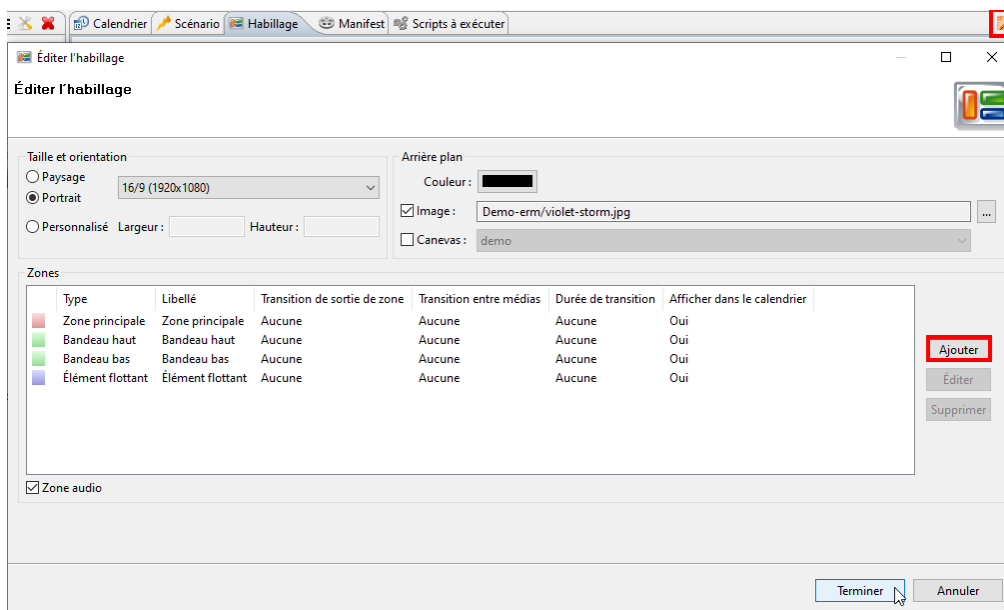 Calendrier Scénario Habillage Manifest Scripts à exécuter
Éditer l'habillage
Éditer l'habillage
Taille et orientation
Paysage
Portrait
16/9 (1920x1080)
Personnalisé Largeur : Hauteur :
Arrière plan
Couleur :
Image : Demo-erm/violet-storm.jpg ...
Canevas : demo
Zones
Type Libellé Transition de sortie de zone Transition entre médias Durée de transition Afficher dans le calendrier
Zone principale Zone principale Aucune Aucune Aucune Oui
Bandeau haut Bandeau haut Aucune Aucune Aucune Oui
Bandeau bas Bandeau bas Aucune Aucune Aucune Oui
Élément flottant Élément flottant Aucune Aucune Aucune Oui
Ajouter
Éditer
Supprimer
Zone audio
Terminer Annuler